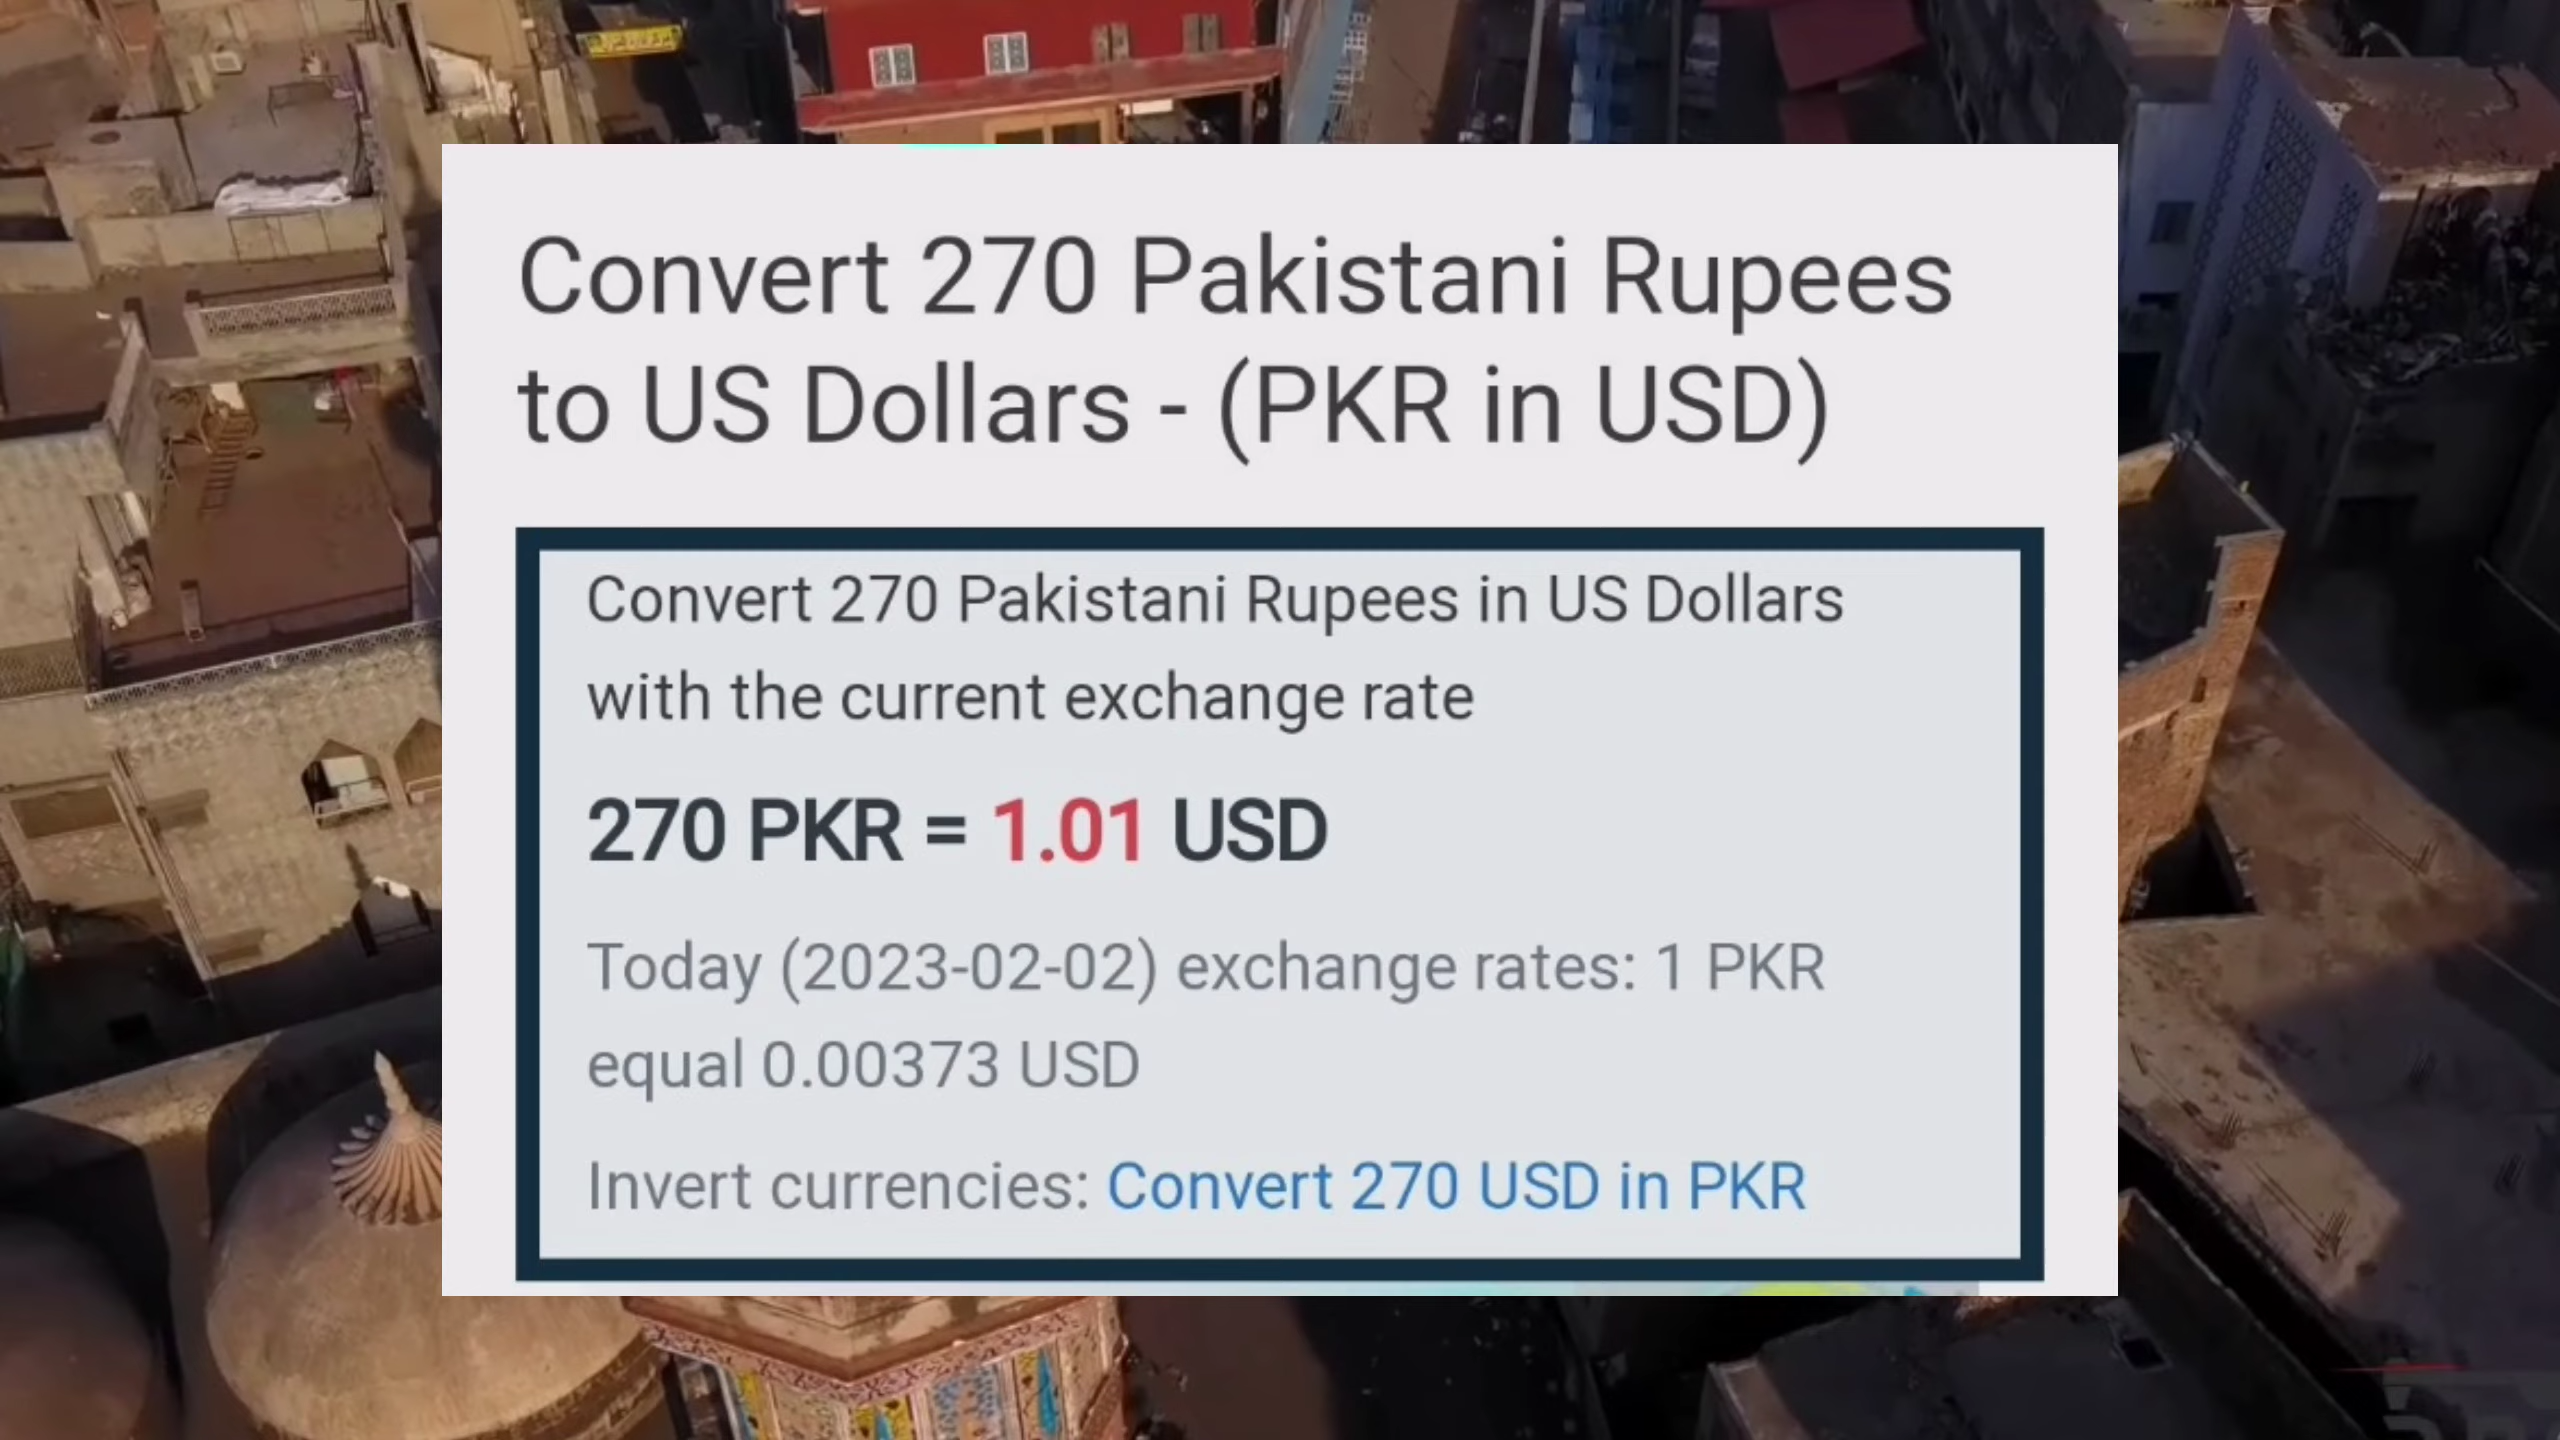 Convert 270 Pakistani Rupees
to US Dollars - (PKR in USD)
Convert 270 Pakistani Rupees in US Dollars
with the current exchange rate
270 PKR = 1.01 USD
Today (2023-02-02) exchange rates: 1 PKR
equal 0.00373 USD
Invert currencies: Convert 270 USD in PKR